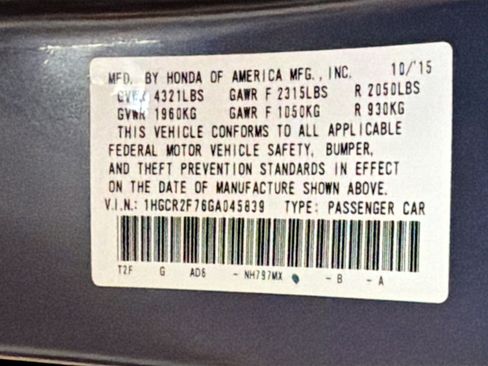 MFD. BY HONDA OF AMERICA MFG., INC. 10/'15
GVWR 4321LBS GAWR F 2315LBS R 2050LBS
GVWR 1960KG GAWR F 1050KG R 930KG
THIS VEHICLE CONFORMS TO ALL APPLICABLE
FEDERAL MOTOR VEHICLE SAFETY, BUMPER,
AND THEFT PREVENTION STANDARDS IN EFFECT
ON THE DATE OF MANUFACTURE SHOWN ABOVE.
V.I.N.: 1HGCR2F76GA045839 TYPE: PASSENGER CAR
T2F G AD6 - NH797MX - B - A